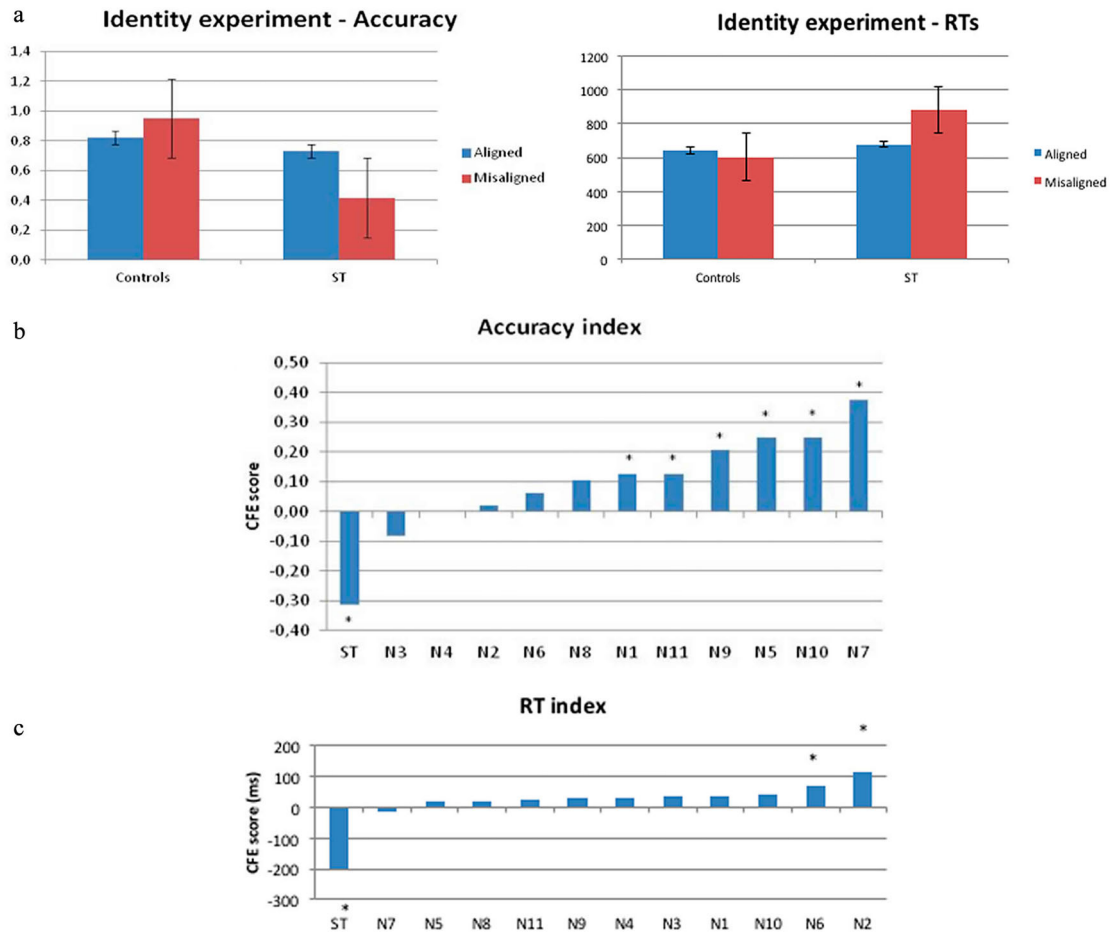 a
Identity experiment - Accuracy
1,4
1,2
1,0
0,8
0,6
0,4
0,2
0,0
Controls
ST
Aligned
Misaligned
Identity experiment - RTs
1200
1000
800
600
400
200
0
Controls
ST
Aligned
Misaligned
b
Accuracy index
CFE score
0,50
0,40
0,30
0,20
0,10
0,00
-0,10
-0,20
-0,30
-0,40
* * * * * * *
ST N3 N4 N2 N6 N8 N1 N11 N9 N5 N10 N7
c
RT index
CFE score (ms)
200
100
0
-100
-200
-300
* * *
ST N7 N5 N8 N11 N9 N4 N3 N1 N10 N6 N2